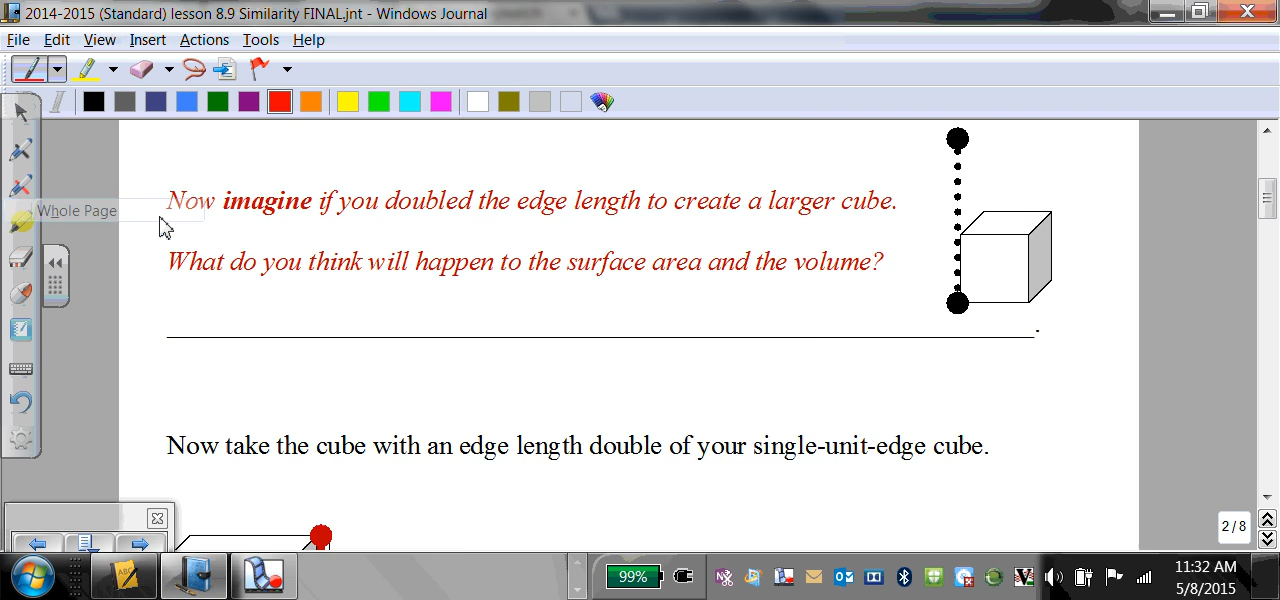 2014-2015 (Standard) lesson 8.9 Similarity FINAL.jnt - Windows Journal
File Edit View Insert Actions Tools Help
Whole Page
Now imagine if you doubled the edge length to create a larger cube.
What do you think will happen to the surface area and the volume?
.
Now take the cube with an edge length double of your single-unit-edge cube.
2 / 8
ABC
99%
11:32 AM
5/8/2015